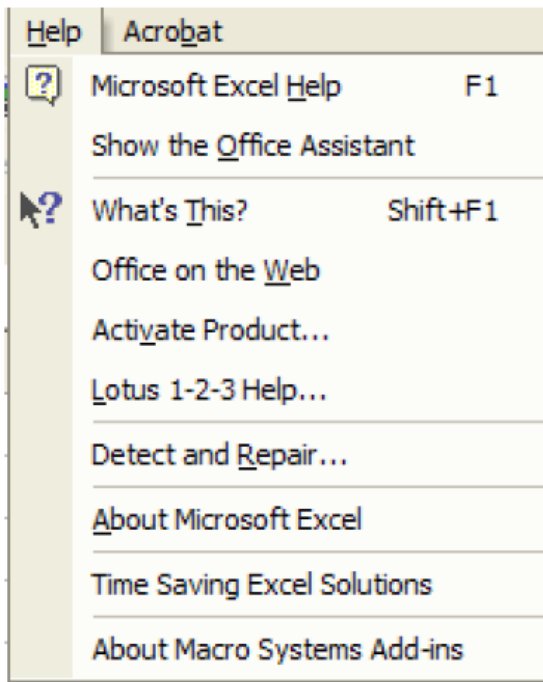 Help Acrobat
Microsoft Excel Help F1
Show the Office Assistant
What's This? Shift+F1
Office on the Web
Activate Product...
Lotus 1-2-3 Help...
Detect and Repair...
About Microsoft Excel
Time Saving Excel Solutions
About Macro Systems Add-ins